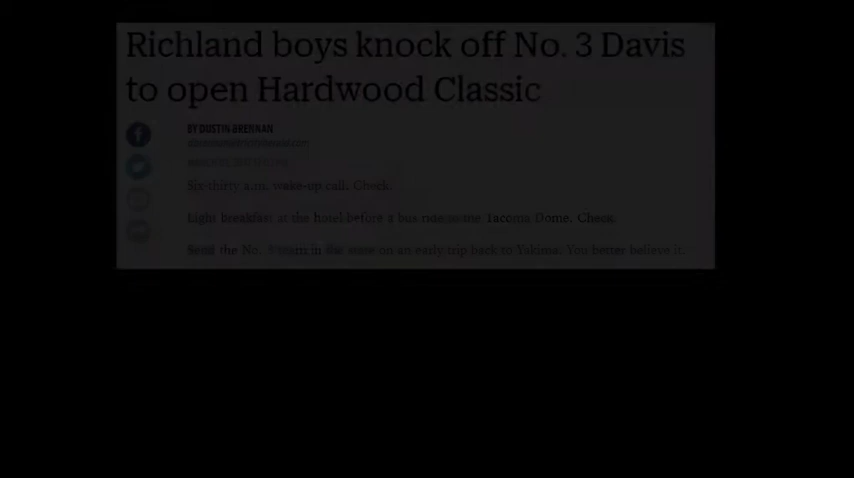 Richland boys knock off No. 3 Davis
to open Hardwood Classic
BY DUSTIN BRENNAN
Six-thirty a.m. wake-up call. Check.
Light breakfast at the hotel before a bus ride to the Tacoma Dome. Check.
Send the No. 3 team in the state on an early trip back to Yakima. You better believe it.